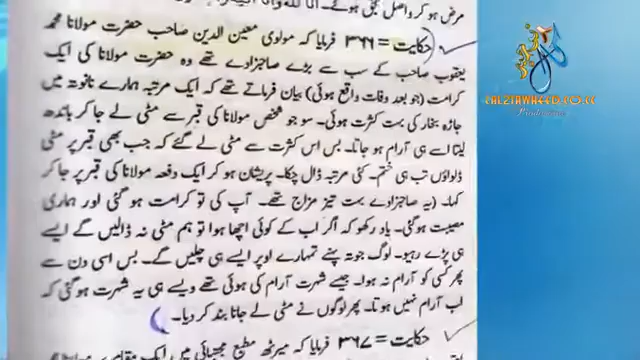 مرض ہو کر واصل بحق ہوئے۔ انا للہ وانا
حکایت = ۳۶۶ فرمایا کہ مولوی معین الدین صاحب حضرت مولانا محمد
یعقوب صاحب کے سب سے بڑے صاحبزادے تھے وہ حضرت مولانا کی ایک
کرامت (جو بعد وفات واقع ہوئی) بیان فرماتے تھے کہ ایک مرتبہ ہمارے نانوتہ میں
جاڑہ بخار کی بہت کثرت ہوئی۔ سو جو شخص مولانا کی قبر سے مٹی لے جا کر باندھ
لیتا اسے ہی آرام ہو جاتا۔ بس اس کثرت سے مٹی لے گئے کہ جب بھی قبر پر مٹی
ڈلواؤں تب ہی ختم۔ کئی مرتبہ ڈال چکا۔ پریشان ہو کر ایک دفعہ مولانا کی قبر پر جا کر
کہا۔ (یہ صاحبزادے بہت تیز مزاج تھے۔ آپ کی تو کرامت ہو گئی اور ہماری
مصیبت ہو گئی۔ یاد رکھو کہ اگر اب کے کوئی اچھا ہوا تو ہم مٹی نہ ڈالیں گے ایسے
ہی پڑے رہیو۔ لوگ جوتہ پہنے تمہارے اوپر ایسے ہی چلیں گے۔ بس اسی دن سے
پھر کسی کو آرام نہ ہوا۔ جیسے شہرت آرام کی ہوئی تھے ویسے ہی یہ شہرت ہو گئی کہ
اب آرام نہیں ہوتا۔ پھر لوگوں نے مٹی لے جانا بند کر دیا۔
حکایت = ۳۶۷ فرمایا کہ میرٹھ مطبع مجتبائی میں ایک